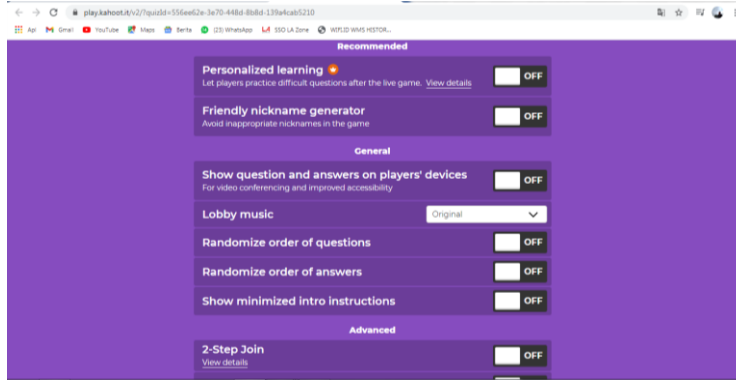 play.kahoot.it/v2/?quizId=556ee62e-3e70-448d-8b8d-139a4cab5210
Apl Gmail YouTube Maps Berita (23) WhatsApp SSO LA Zone WIFI.ID WMS HISTOR...
Recommended
Personalized learning
Let players practice difficult questions after the live game. View details
OFF
Friendly nickname generator
Avoid inappropriate nicknames in the game
OFF
General
Show question and answers on players' devices
For video conferencing and improved accessibility
OFF
Lobby music Original
Randomize order of questions OFF
Randomize order of answers OFF
Show minimized intro instructions OFF
Advanced
2-Step Join
View details
OFF